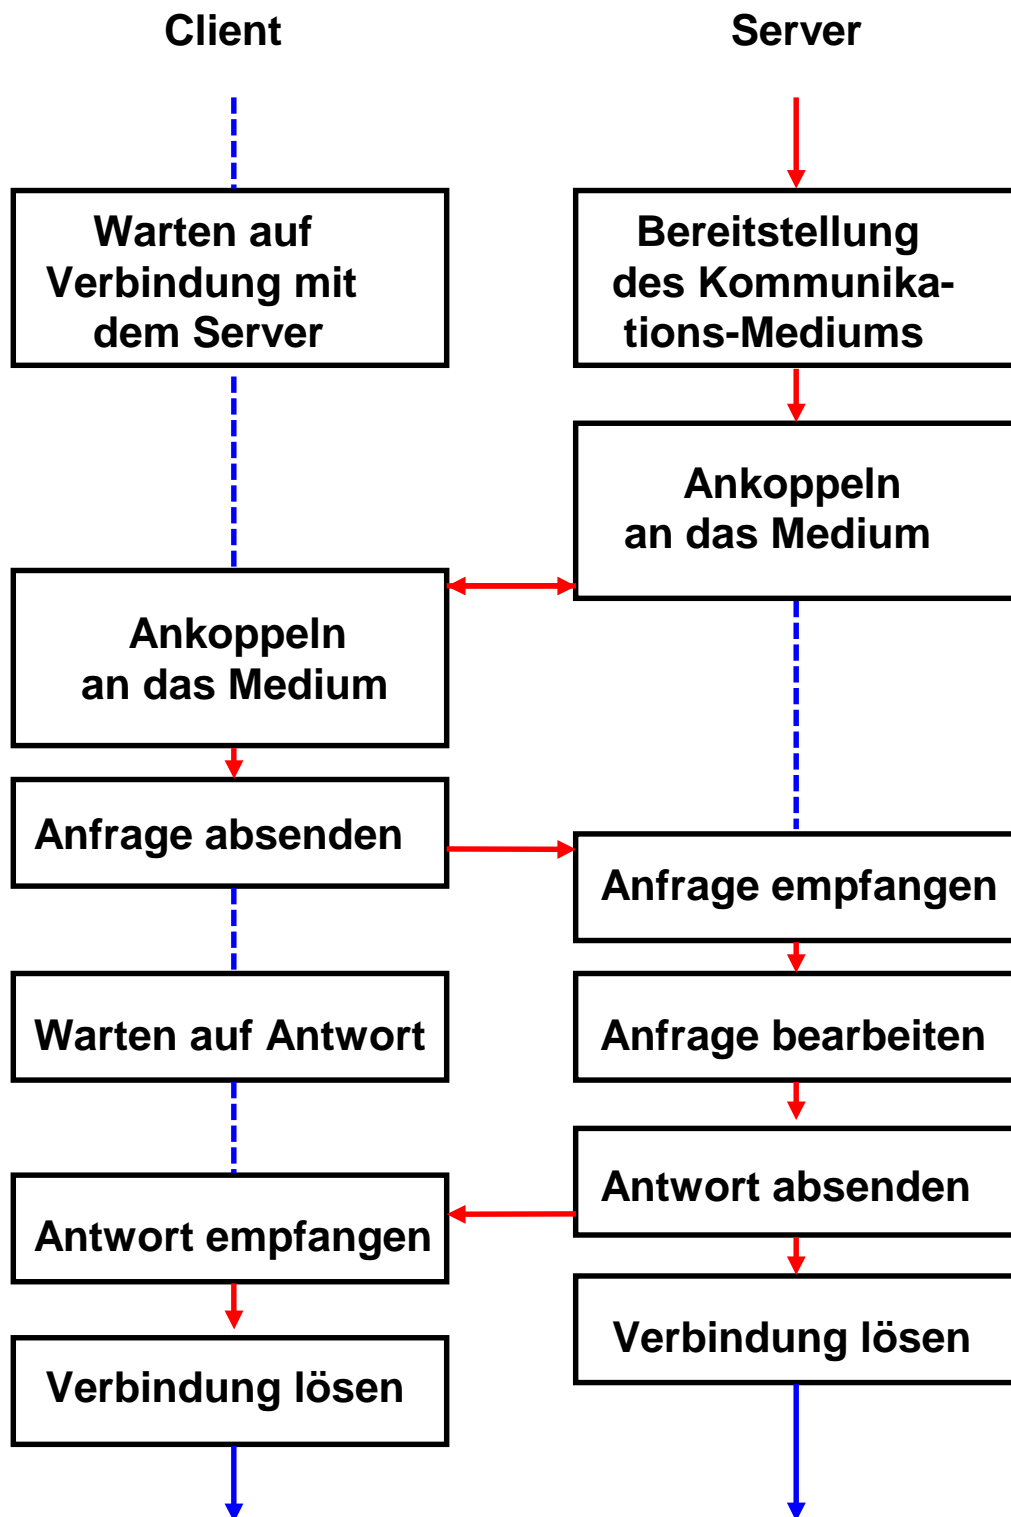 Client
Server
Warten auf
Verbindung mit
dem Server
Bereitstellung
des Kommunika-
tions-Mediums
Ankoppeln
an das Medium
Ankoppeln
an das Medium
Anfrage absenden
Anfrage empfangen
Warten auf Antwort
Anfrage bearbeiten
Antwort absenden
Antwort empfangen
Verbindung lösen
Verbindung lösen